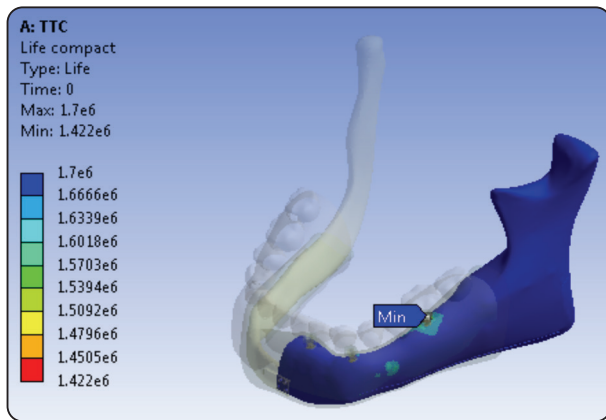 A: TTC
Life compact
Type: Life
Time: 0
Max: 1.7e6
Min: 1.422e6
1.7e6
1.6666e6
1.6339e6
1.6018e6
1.5703e6
1.5394e6
1.5092e6
1.4796e6
1.4505e6
1.422e6
Min